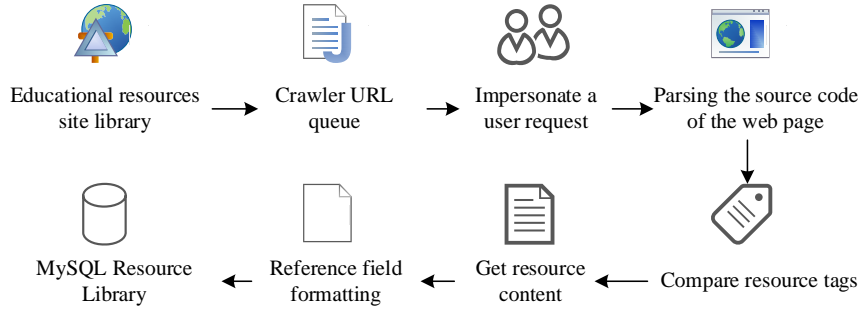 Educational resources
site library
Crawler URL
queue
Impersonate a
user request
Parsing the source code
of the web page
MySQL Resource
Library
Reference field
formatting
Get resource
content
Compare resource tags